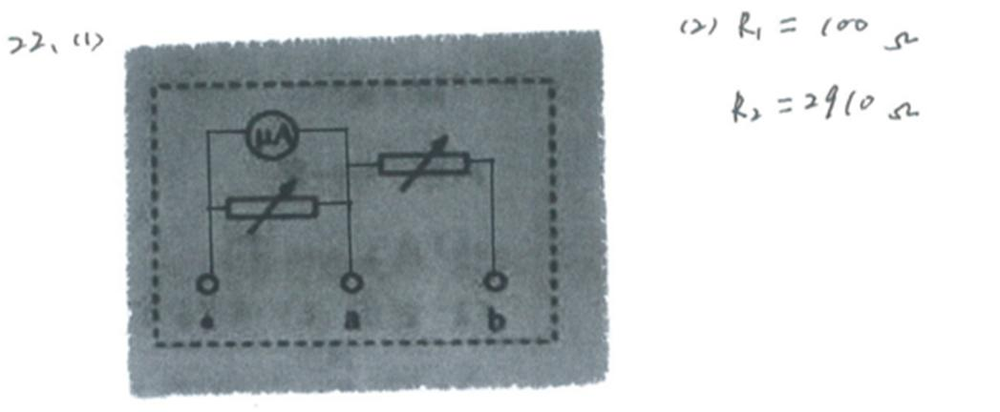 22、(1)
μA
* a b
(2) R₁ = 100 Ω
R₂ = 2910 Ω